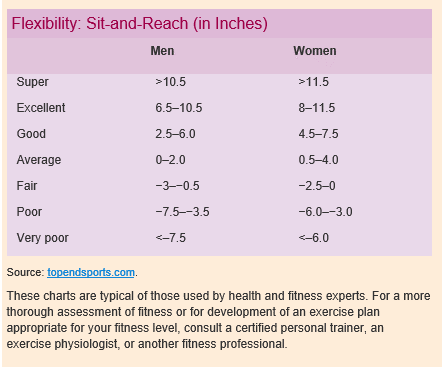 Flexibility: Sit-and-Reach (in Inches)
Men Women
Super >10.5 >11.5
Excellent 6.5–10.5 8–11.5
Good 2.5–6.0 4.5–7.5
Average 0–2.0 0.5–4.0
Fair −3–−0.5 −2.5–0
Poor −7.5–−3.5 −6.0–−3.0
Very poor <–7.5 <–6.0
Source: topendsports.com.
These charts are typical of those used by health and fitness experts. For a more
thorough assessment of fitness or for development of an exercise plan
appropriate for your fitness level, consult a certified personal trainer, an
exercise physiologist, or another fitness professional.